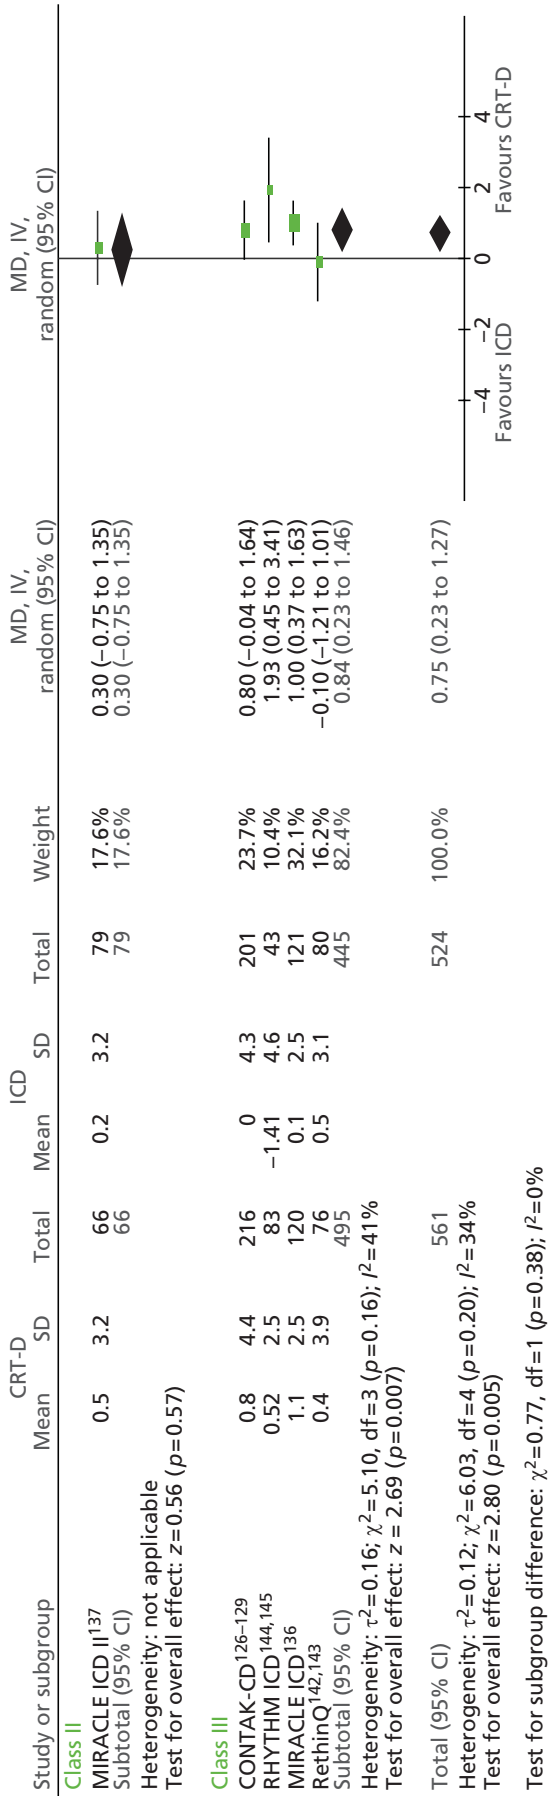 CRT-D ICD MD, IV, MD, IV,
Study or subgroup Mean SD Total Mean SD Total Weight random (95% CI) random (95% CI)
Class II
MIRACLE ICD II137 0.5 3.2 66 0.2 3.2 79 17.6% 0.30 (−0.75 to 1.35)
Subtotal (95% CI) 66 79 17.6% 0.30 (−0.75 to 1.35)
Heterogeneity: not applicable
Test for overall effect: z=0.56 (p=0.57)
Class III
CONTAK-CD126–129 0.8 4.4 216 0 4.3 201 23.7% 0.80 (−0.04 to 1.64)
RHYTHM ICD144,145 0.52 2.5 83 −1.41 4.6 43 10.4% 1.93 (0.45 to 3.41)
MIRACLE ICD136 1.1 2.5 120 0.1 2.5 121 32.1% 1.00 (0.37 to 1.63)
RethinQ142,143 0.4 3.9 76 0.5 3.1 80 16.2% −0.10 (−1.21 to 1.01)
Subtotal (95% CI) 495 445 82.4% 0.84 (0.23 to 1.46)
Heterogeneity: τ2=0.16; χ2=5.10, df=3 (p=0.16); I2=41%
Test for overall effect: z = 2.69 (p=0.007)
Total (95% CI) 561 524 100.0% 0.75 (0.23 to 1.27)
Heterogeneity: τ2=0.12; χ2=6.03, df=4 (p=0.20); I2=34%
Test for overall effect: z=2.80 (p=0.005)
Test for subgroup difference: χ2=0.77, df=1 (p=0.38); I2=0%
−4 −2 0 2 4
Favours ICD Favours CRT-D